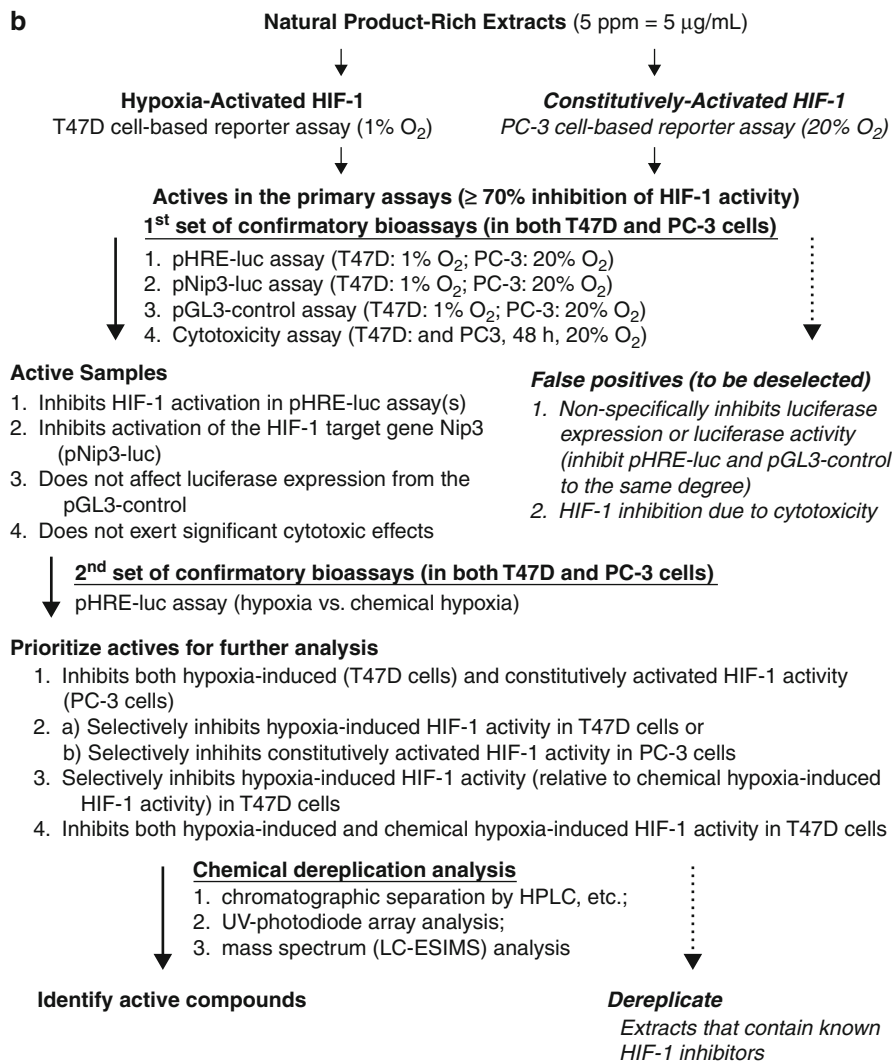 b
Natural Product-Rich Extracts (5 ppm = 5 μg/mL)
Hypoxia-Activated HIF-1
T47D cell-based reporter assay (1% O₂)
Constitutively-Activated HIF-1
PC-3 cell-based reporter assay (20% O₂)
Actives in the primary assays (≥ 70% inhibition of HIF-1 activity)
1st set of confirmatory bioassays (in both T47D and PC-3 cells)
1. pHRE-luc assay (T47D: 1% O₂; PC-3: 20% O₂)
2. pNip3-luc assay (T47D: 1% O₂; PC-3: 20% O₂)
3. pGL3-control assay (T47D: 1% O₂; PC-3: 20% O₂)
4. Cytotoxicity assay (T47D: and PC3, 48 h, 20% O₂)
Active Samples
1. Inhibits HIF-1 activation in pHRE-luc assay(s)
2. Inhibits activation of the HIF-1 target gene Nip3
(pNip3-luc)
3. Does not affect luciferase expression from the
pGL3-control
4. Does not exert significant cytotoxic effects
False positives (to be deselected)
1. Non-specifically inhibits luciferase
expression or luciferase activity
(inhibit pHRE-luc and pGL3-control
to the same degree)
2. HIF-1 inhibition due to cytotoxicity
2nd set of confirmatory bioassays (in both T47D and PC-3 cells)
pHRE-luc assay (hypoxia vs. chemical hypoxia)
Prioritize actives for further analysis
1. Inhibits both hypoxia-induced (T47D cells) and constitutively activated HIF-1 activity
(PC-3 cells)
2. a) Selectively inhibits hypoxia-induced HIF-1 activity in T47D cells or
b) Selectively inhihits constitutively activated HIF-1 activity in PC-3 cells
3. Selectively inhibits hypoxia-induced HIF-1 activity (relative to chemical hypoxia-induced
HIF-1 activity) in T47D cells
4. Inhibits both hypoxia-induced and chemical hypoxia-induced HIF-1 activity in T47D cells
Chemical dereplication analysis
1. chromatographic separation by HPLC, etc.;
2. UV-photodiode array analysis;
3. mass spectrum (LC-ESIMS) analysis
Identify active compounds
Dereplicate
Extracts that contain known
HIF-1 inhibitors